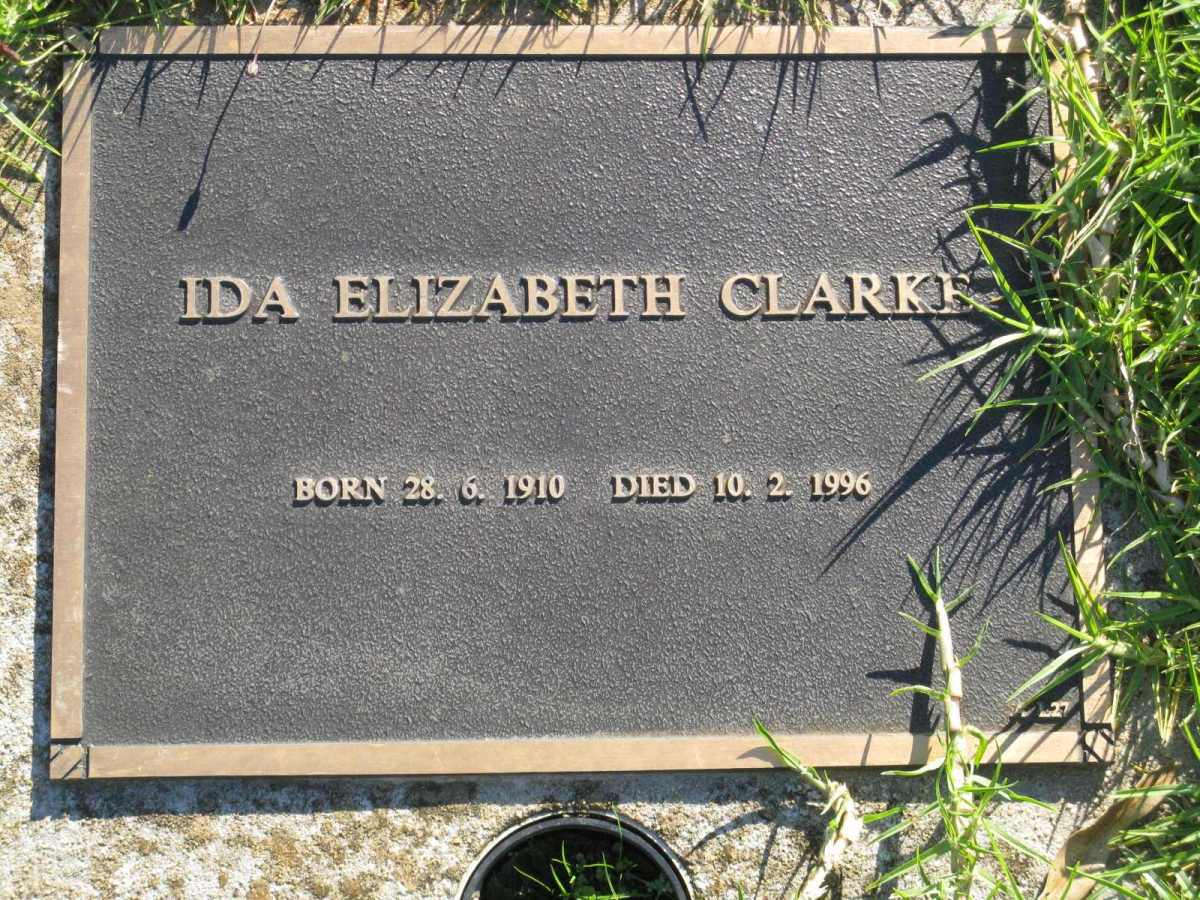 IDA ELIZABETH CLARKE
BORN 28. 6. 1910 DIED 10. 2. 1996